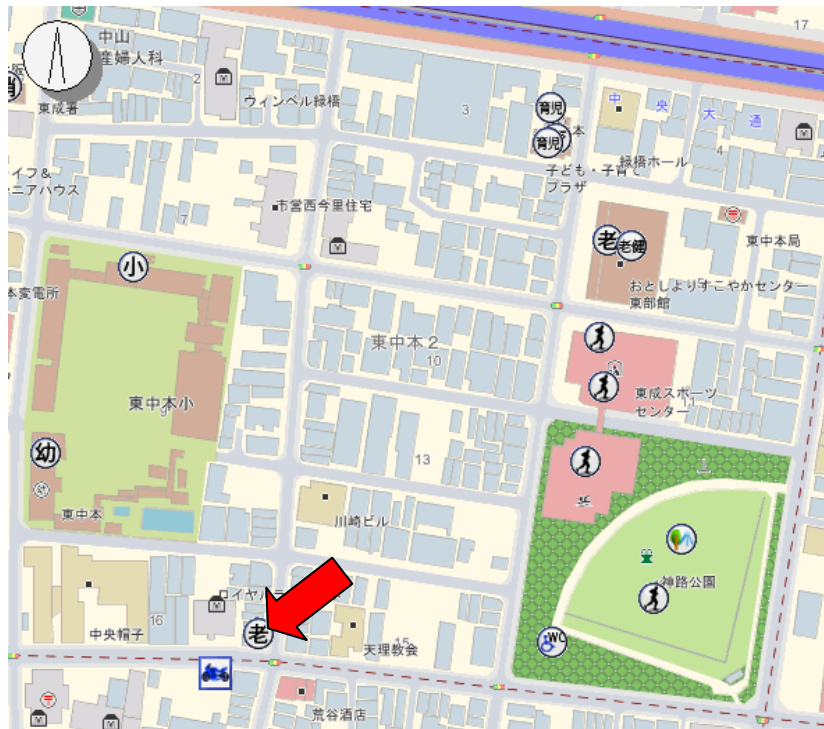 17
中山
産婦人科
2
ウィンベル緑橋
東成署
3
育児
育児
本
中央大通
4
緑橋ホール
子ども・子育て
プラザ
イフ＆
ニアハウス
7
市営西今里住宅
〒
東中本局
老
老健
おとしよりすこやかセンター
東部館
小
本変電所
東中本２
10
東成スポーツ
センター
11
東中本小
9
幼
幼
13
東中本
川崎ビル
神路公園
WC
ロイヤル
16
中央帽子
老
15
天理教会
〒
荒谷酒店